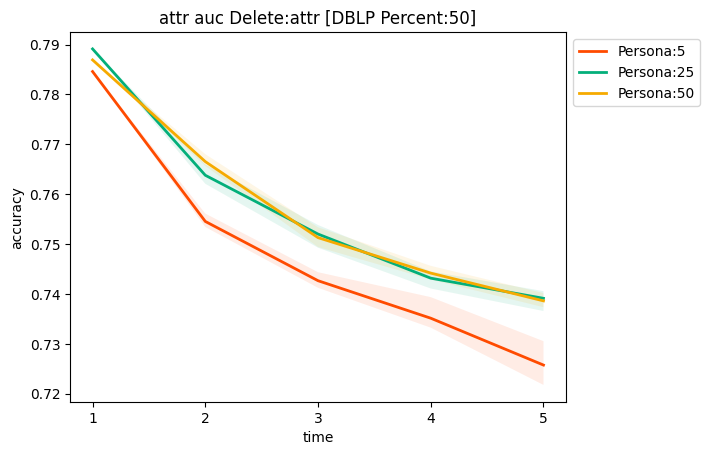 attr auc Delete:attr [DBLP Percent:50]
Persona:5
Persona:25
Persona:50
accuracy
0.79
0.78
0.77
0.76
0.75
0.74
0.73
0.72
1 2 3 4 5
time